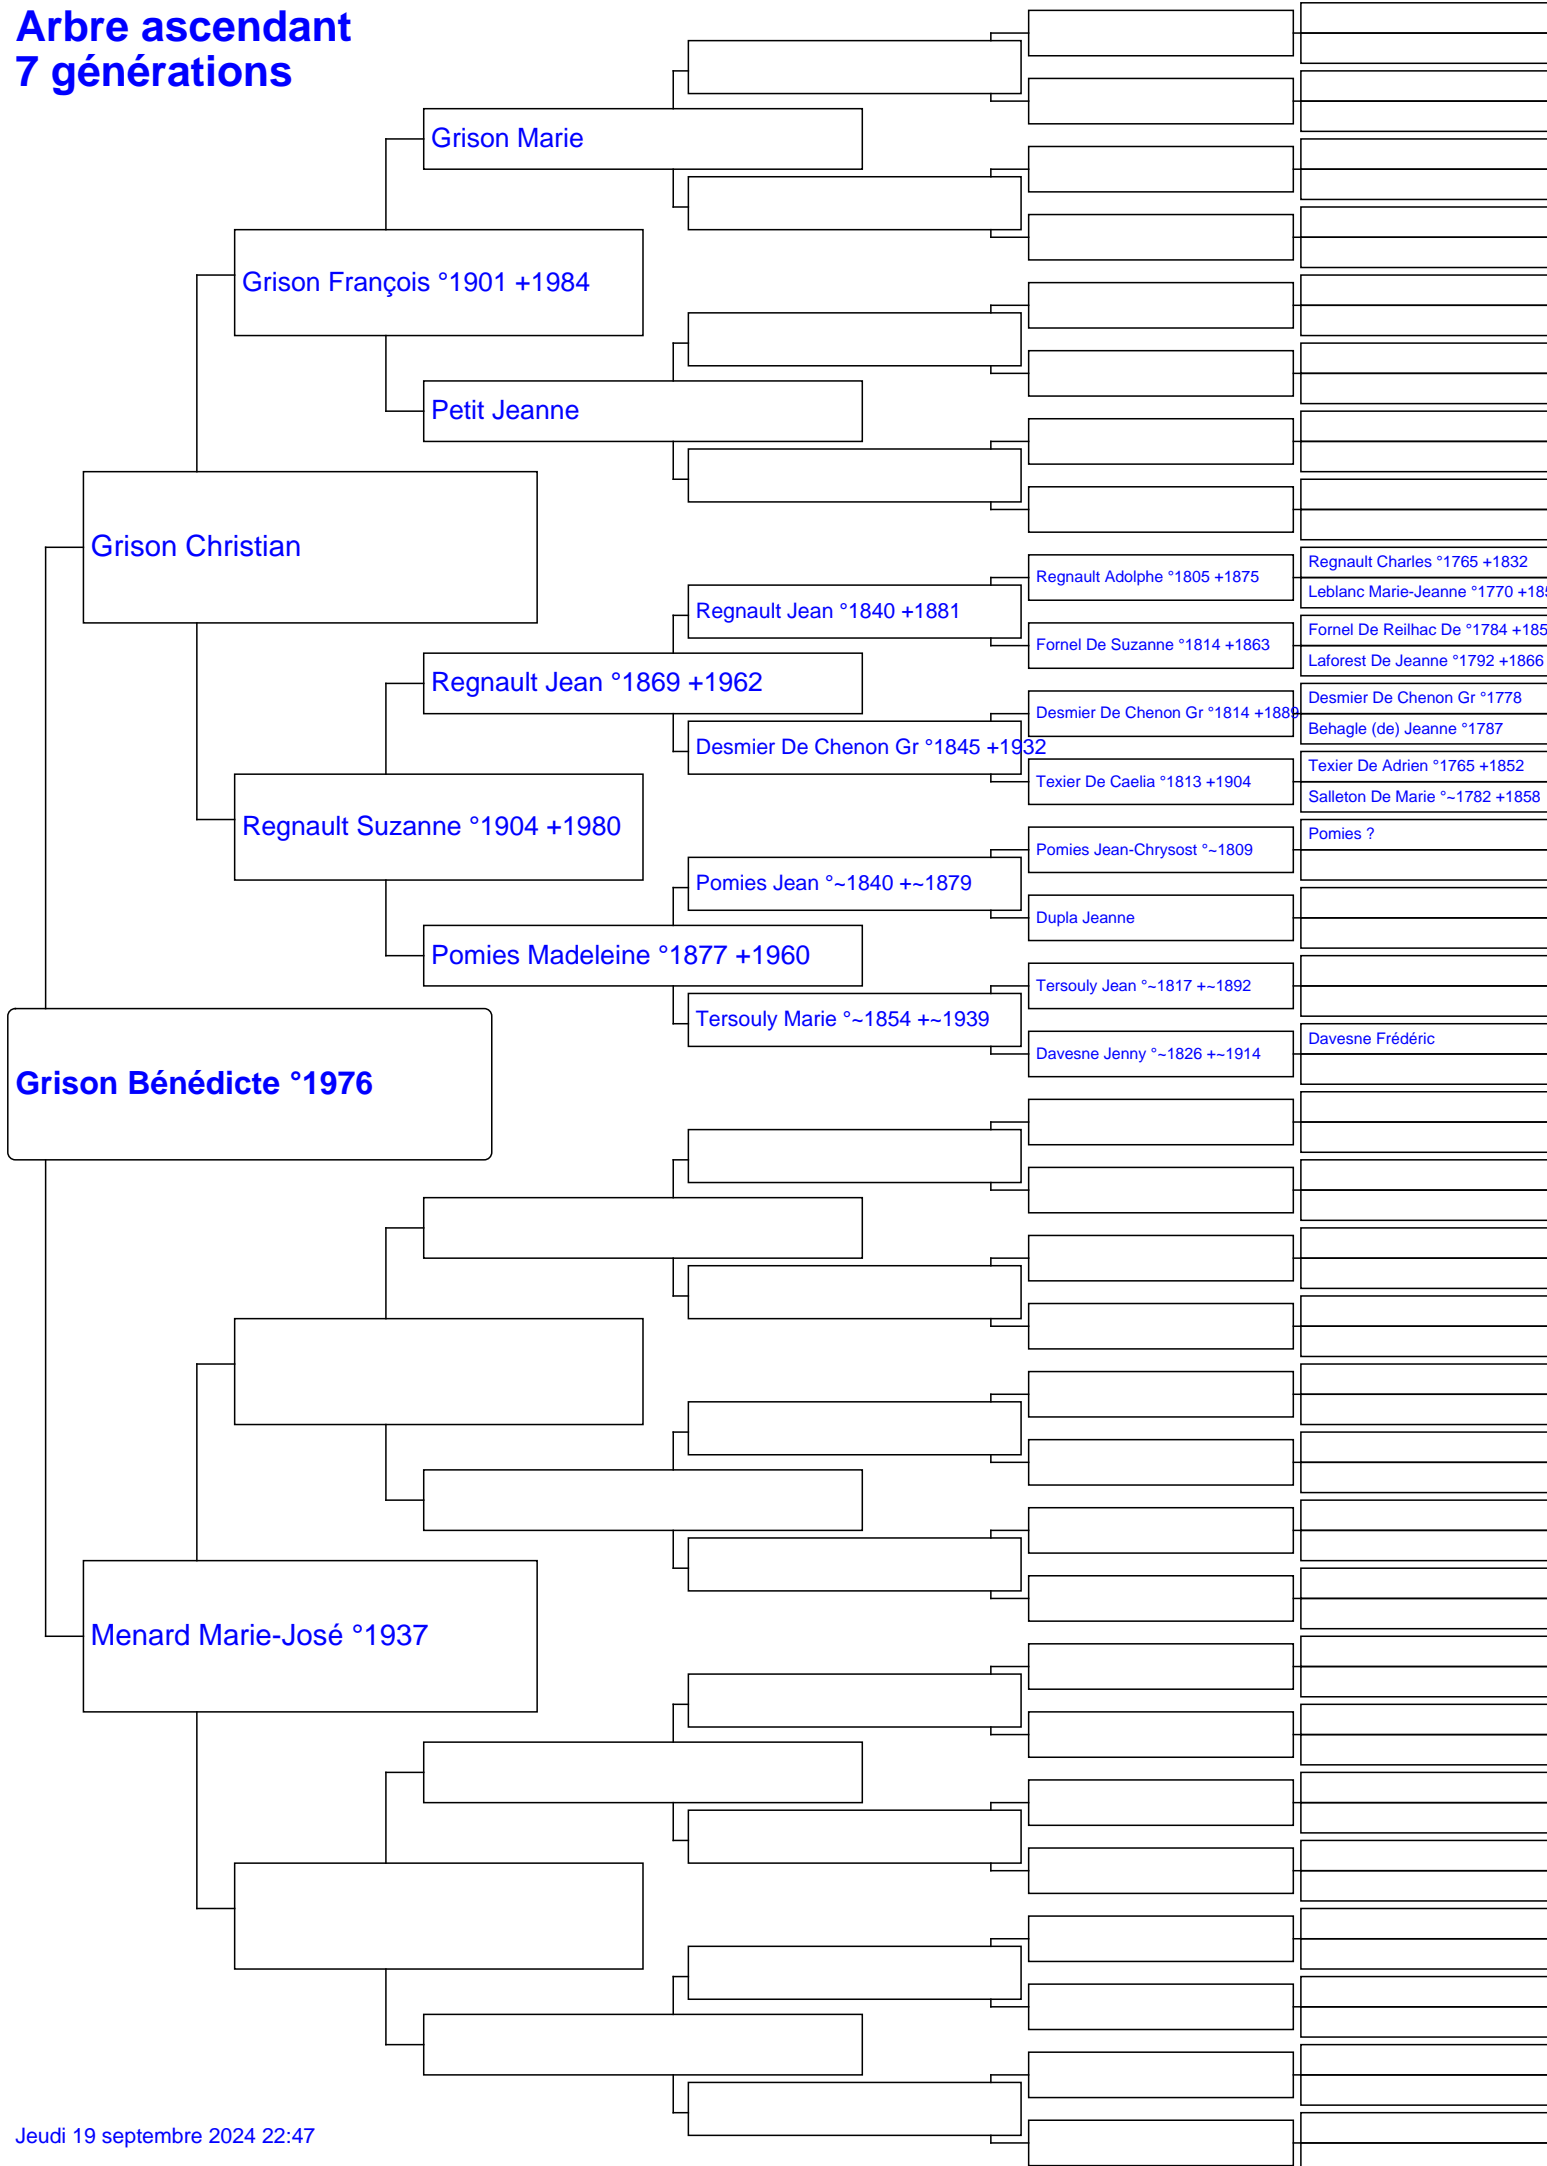 Arbre ascendant
7 générations
Grison Marie
Grison François °1901 +1984
Petit Jeanne
Grison Christian
Regnault Adolphe °1805 +1875
Regnault Charles °1765 +1832
Leblanc Marie-Jeanne °1770 +185
Regnault Jean °1840 +1881
Fornel De Suzanne °1814 +1863
Fornel De Reilhac De °1784 +185
Laforest De Jeanne °1792 +1866
Regnault Jean °1869 +1962
Desmier De Chenon Gr °1814 +1889
Desmier De Chenon Gr °1778
Behagle (de) Jeanne °1787
Desmier De Chenon Gr °1845 +1932
Texier De Caelia °1813 +1904
Texier De Adrien °1765 +1852
Salleton De Marie °~1782 +1858
Regnault Suzanne °1904 +1980
Pomies Jean-Chrysost °~1809
Pomies ?
Pomies Jean °~1840 +~1879
Dupla Jeanne
Pomies Madeleine °1877 +1960
Tersouly Jean °~1817 +~1892
Tersouly Marie °~1854 +~1939
Davesne Jenny °~1826 +~1914
Davesne Frédéric
Grison Bénédicte °1976
Menard Marie-José °1937
Jeudi 19 septembre 2024 22:47